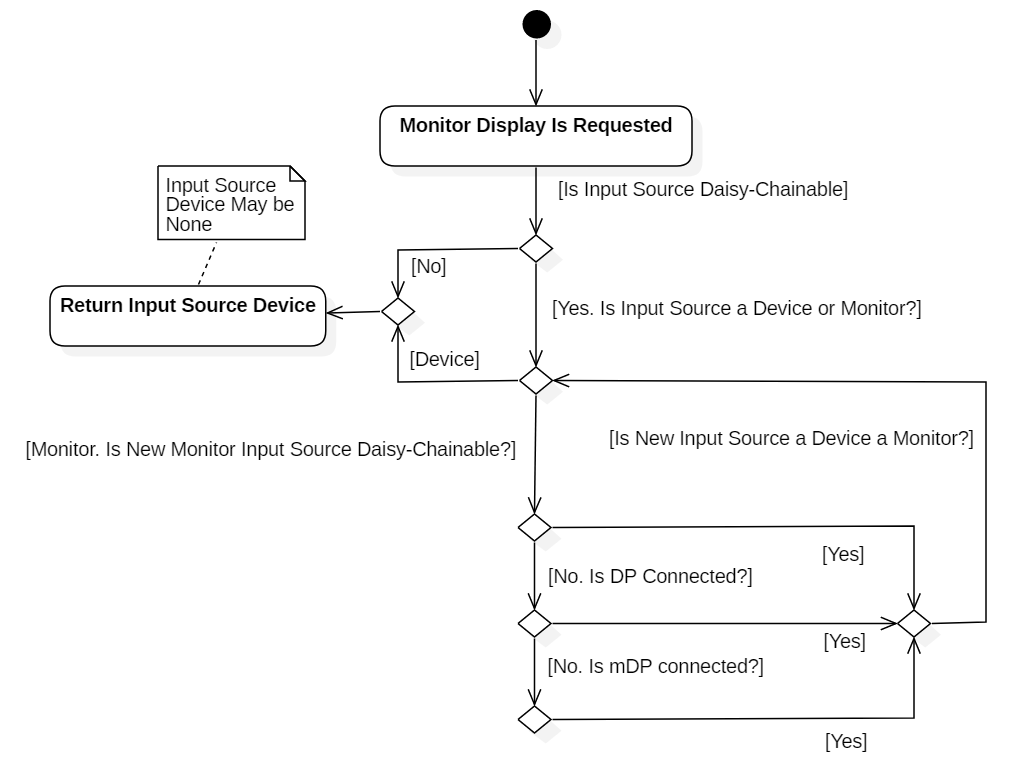 Monitor Display Is Requested
[Is Input Source Daisy-Chainable]
Input Source
Device May be
None
[No]
Return Input Source Device
[Yes. Is Input Source a Device or Monitor?]
[Device]
[Monitor. Is New Monitor Input Source Daisy-Chainable?]
[Is New Input Source a Device a Monitor?]
[Yes]
[No. Is DP Connected?]
[Yes]
[No. Is mDP connected?]
[Yes]